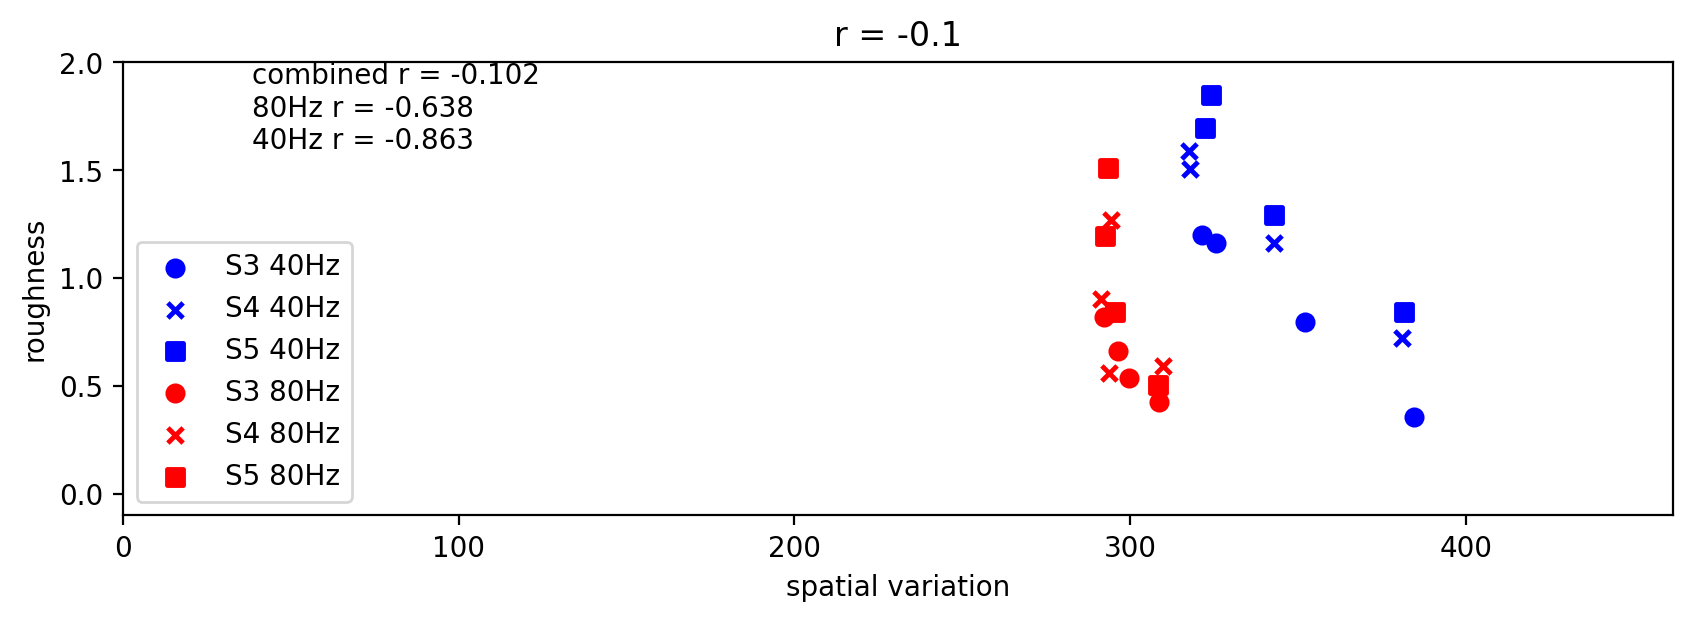 r = -0.1
combined r = -0.102
80Hz r = -0.638
40Hz r = -0.863
2.0
1.5
1.0
0.5
0.0
roughness
S3 40Hz
S4 40Hz
S5 40Hz
S3 80Hz
S4 80Hz
S5 80Hz
0 100 200 300 400
spatial variation